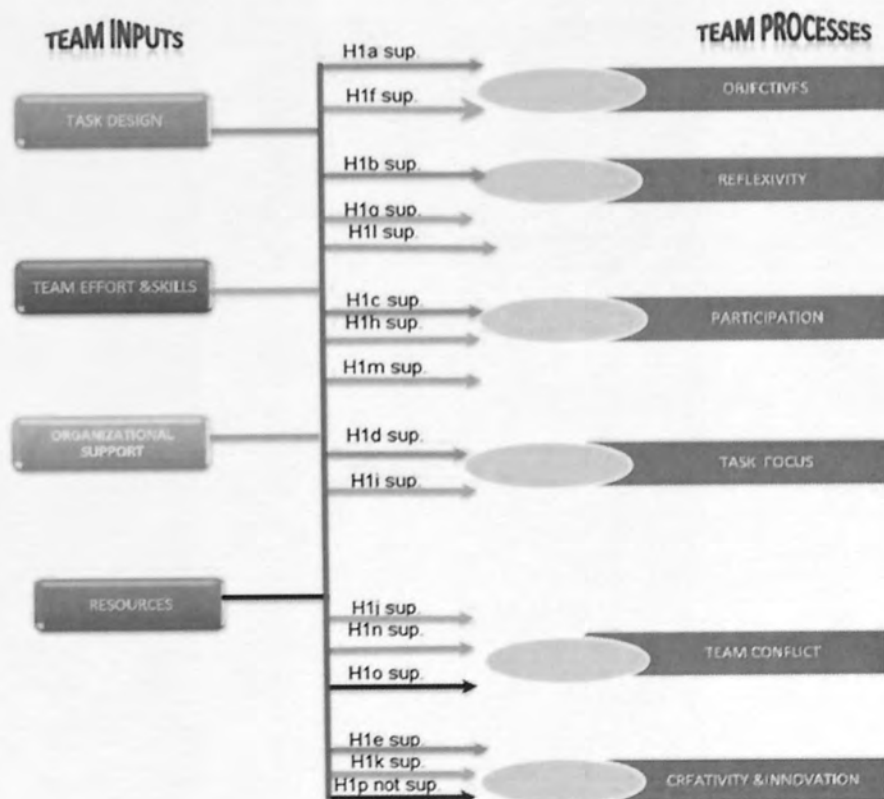 TEAM INPUTS
TEAM PROCESSES
H1a sup.
OBJECTIVES
H1f sup.
TASK DESIGN
H1b sup.
REFLEXIVITY
H1g sup.
H1l sup.
TEAM EFFORT &SKILLS
H1c sup.
PARTICIPATION
H1h sup.
H1m sup.
ORGANIZATIONAL
SUPPORT
H1d sup.
TASK FOCUS
H1i sup.
RESOURCES
H1j sup.
H1n sup.
TEAM CONFLICT
H1o sup.
H1e sup.
H1k sup.
CREATIVITY &INNOVATION
H1p not sup.